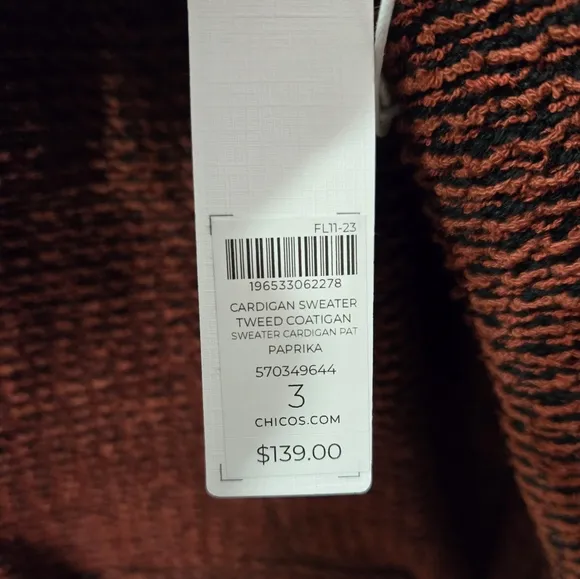 FL11-23
196533062278
CARDIGAN SWEATER
TWEED COATIGAN
SWEATER CARDIGAN PAT
PAPRIKA
570349644
3
CHICOS.COM
$139.00